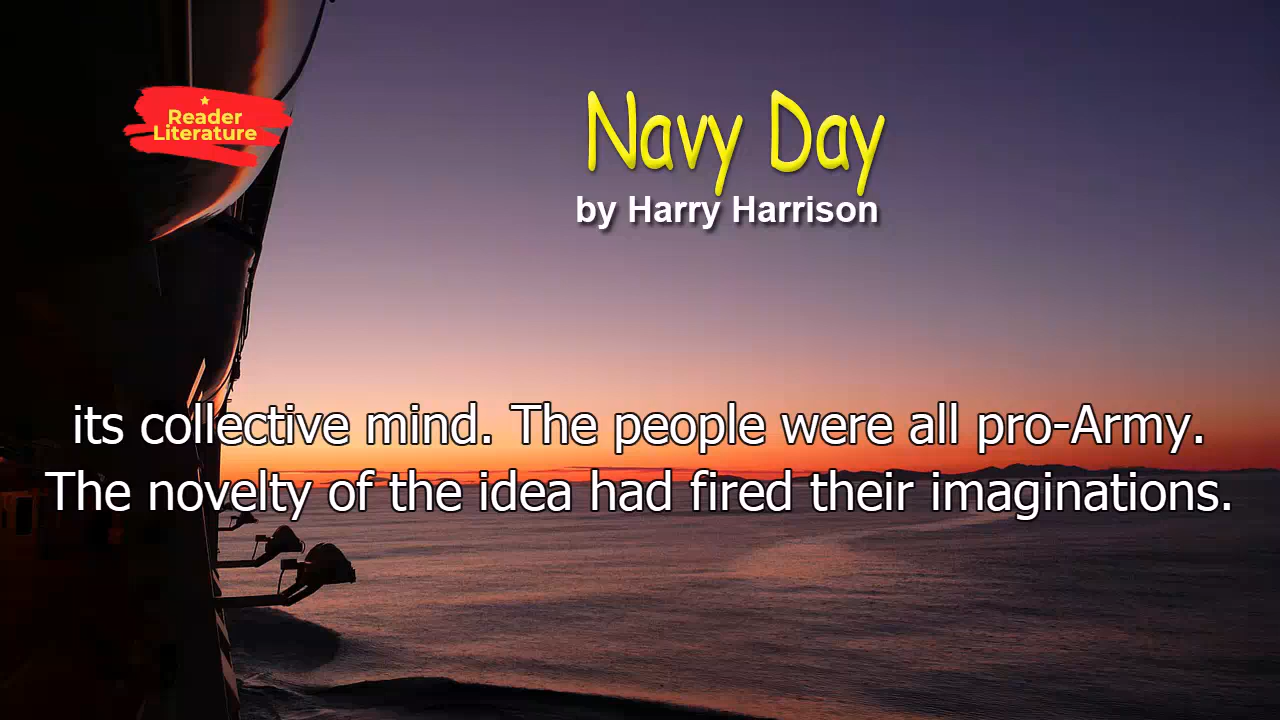 Reader
Literature
Navy Day
by Harry Harrison
its collective mind. The people were all pro-Army.
The novelty of the idea had fired their imaginations.